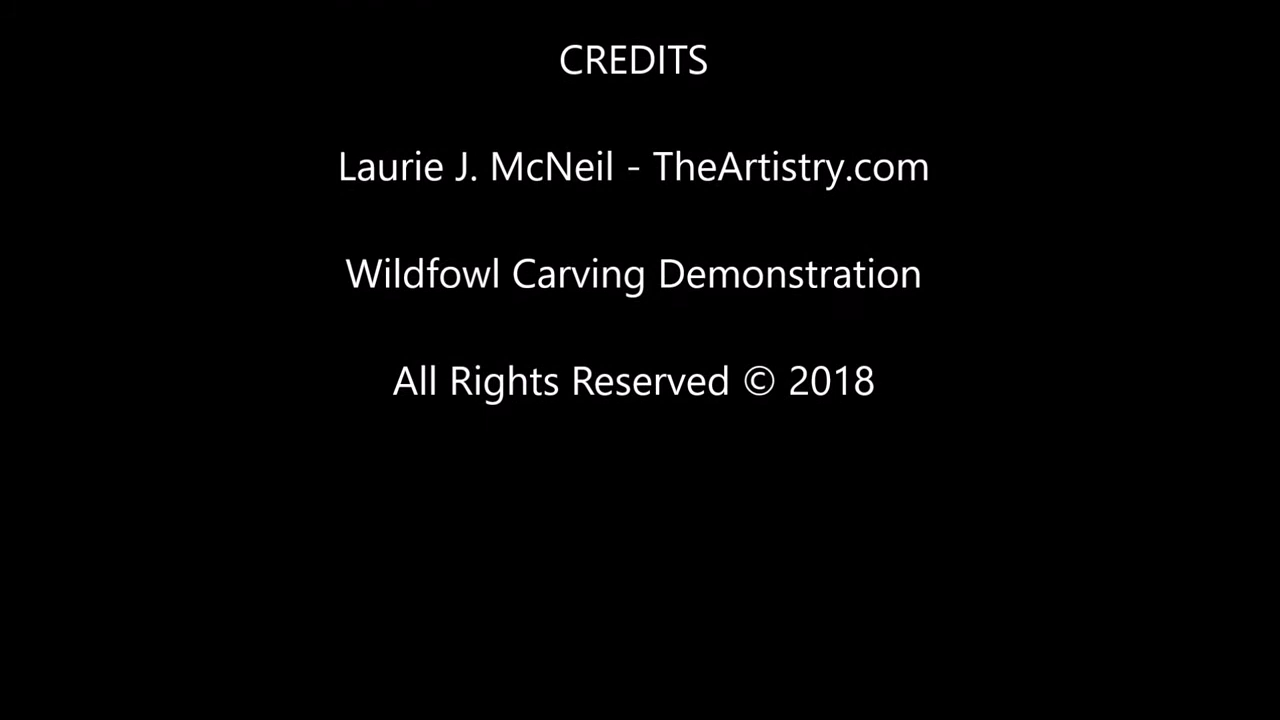 CREDITS
Laurie J. McNeil - TheArtistry.com
Wildfowl Carving Demonstration
All Rights Reserved © 2018